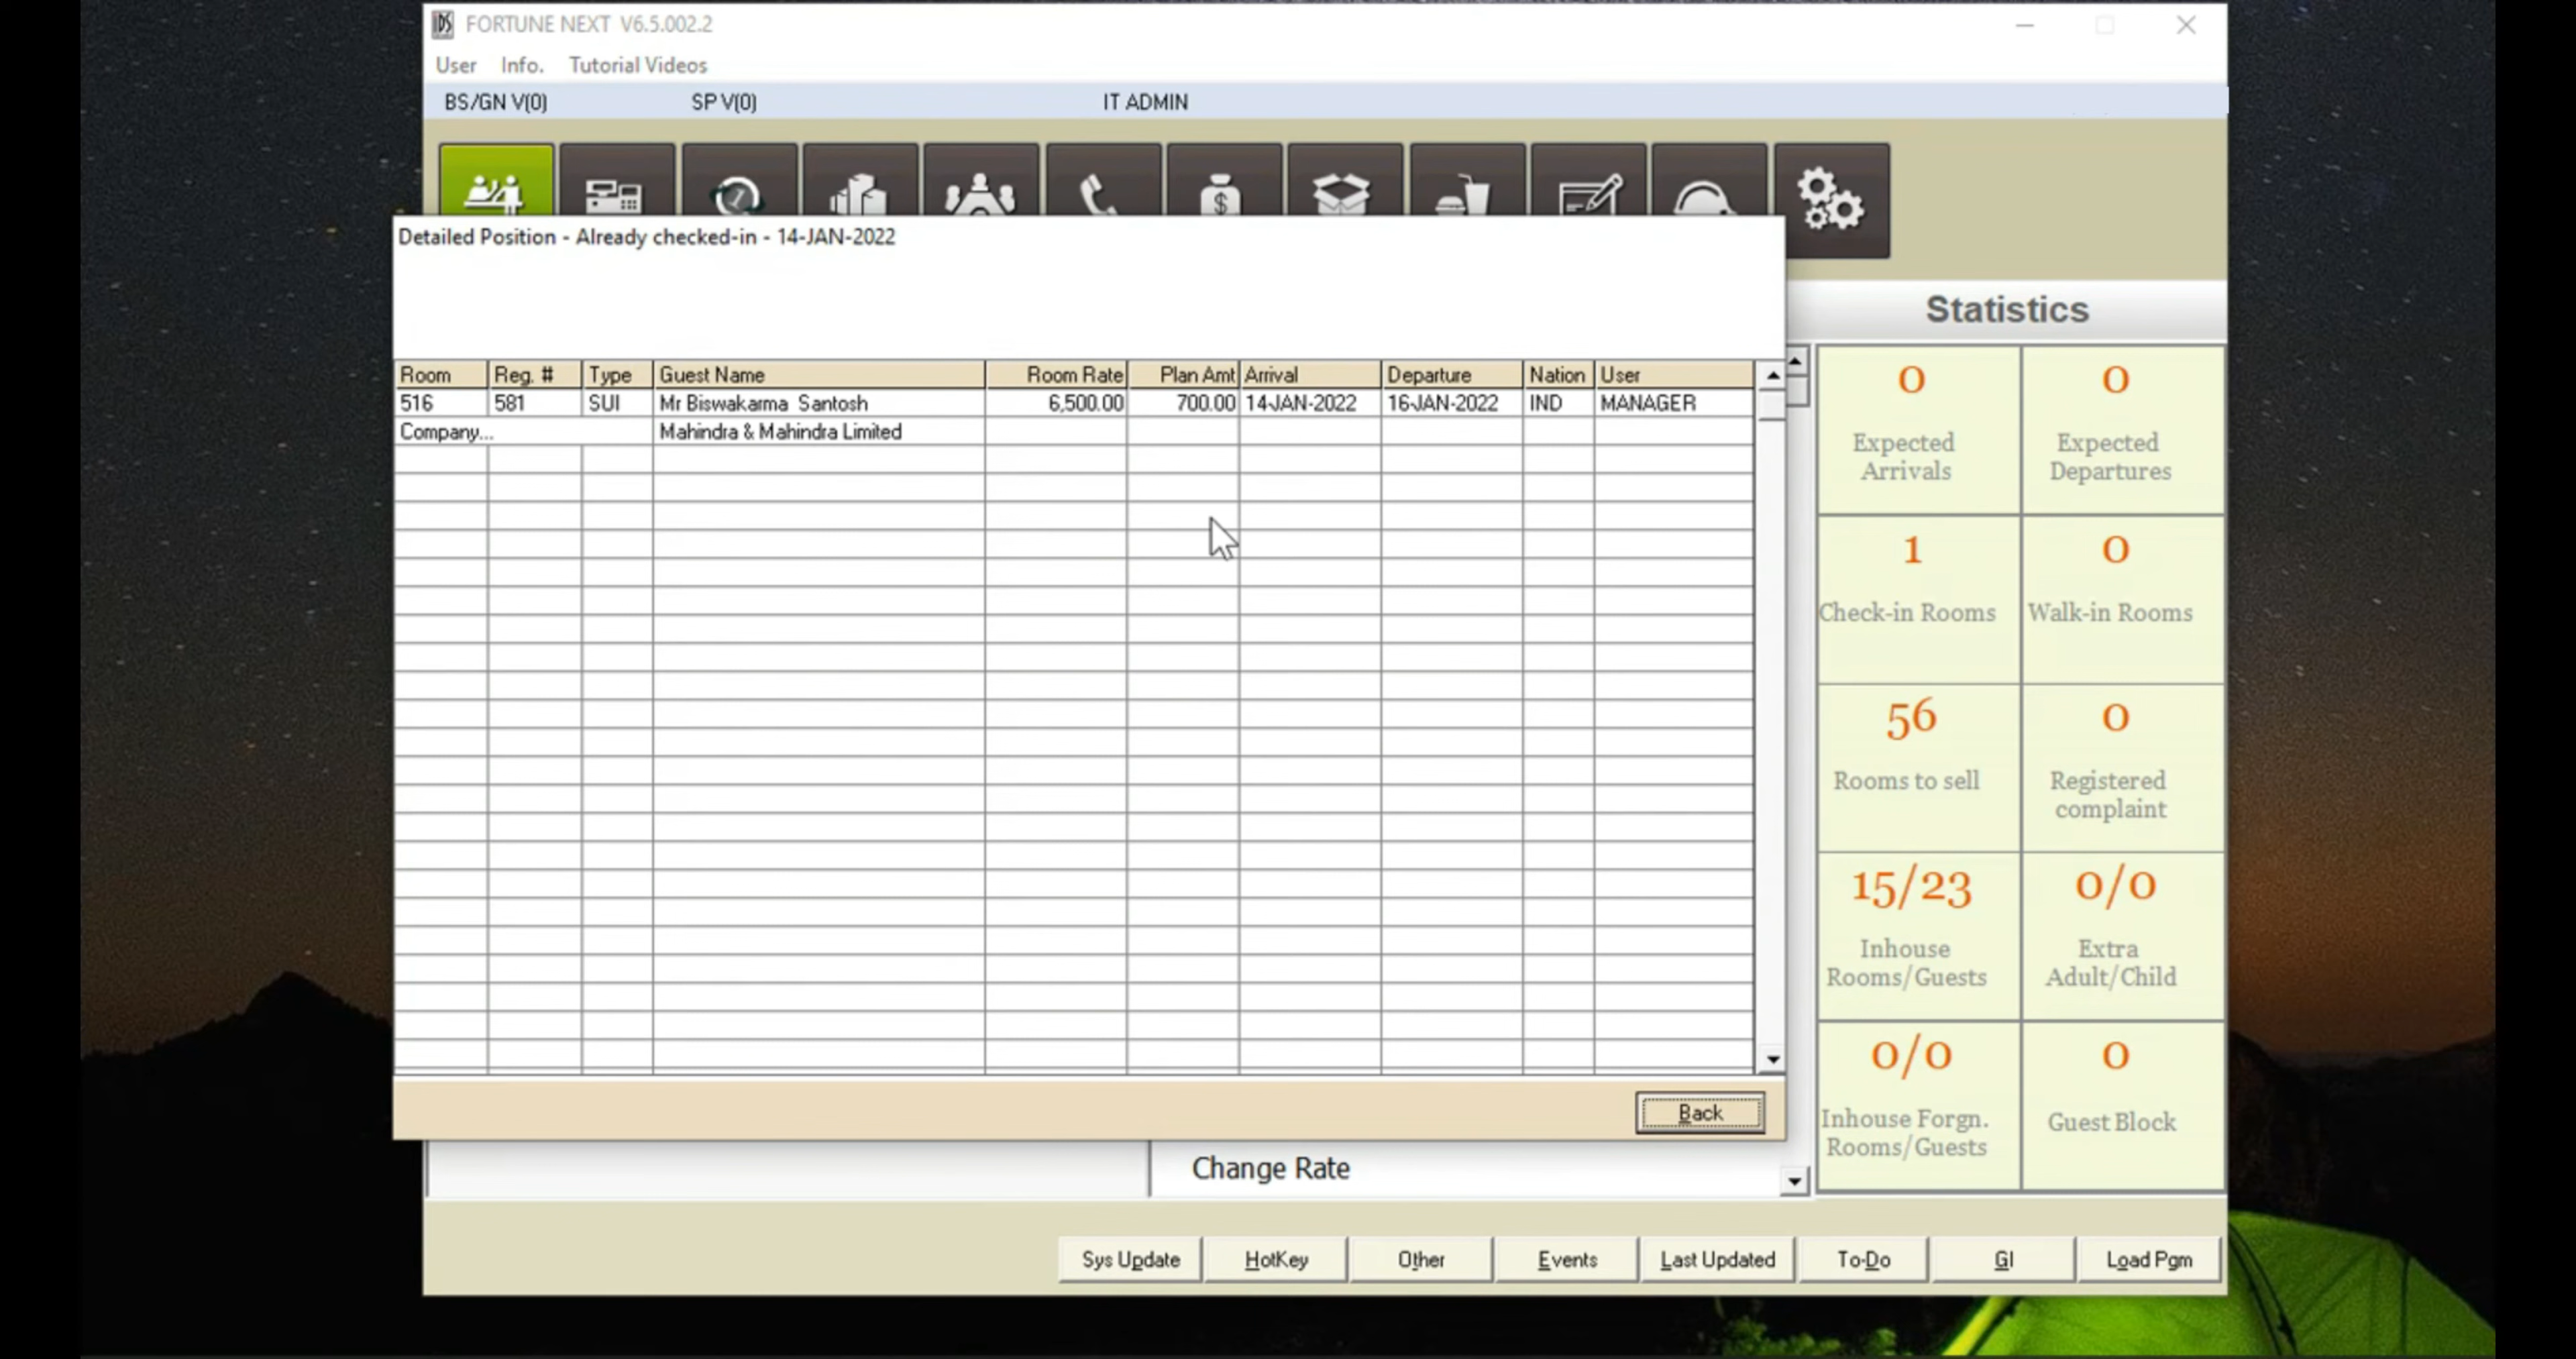 IDS FORTUNE NEXT V6.5.002.2
User Info. Tutorial Videos
BS/GN V(0) SP V(0) IT ADMIN
Detailed Position - Already checked-in - 14-JAN-2022
Room Reg. # Type Guest Name Room Rate Plan Amt Arrival Departure Nation User
516 581 SUI Mr Biswakarma Santosh 6,500.00 700.00 14-JAN-2022 16-JAN-2022 IND MANAGER
Company... Mahindra & Mahindra Limited
Back
Change Rate
Statistics
0 0
Expected Expected
Arrivals Departures
1 0
Check-in Rooms Walk-in Rooms
56 0
Rooms to sell Registered
complaint
15/23 0/0
Inhouse Extra
Rooms/Guests Adult/Child
0/0 0
Inhouse Forgn. Guest Block
Rooms/Guests
Sys Update HotKey Other Events Last Updated To-Do GI Load Pgm